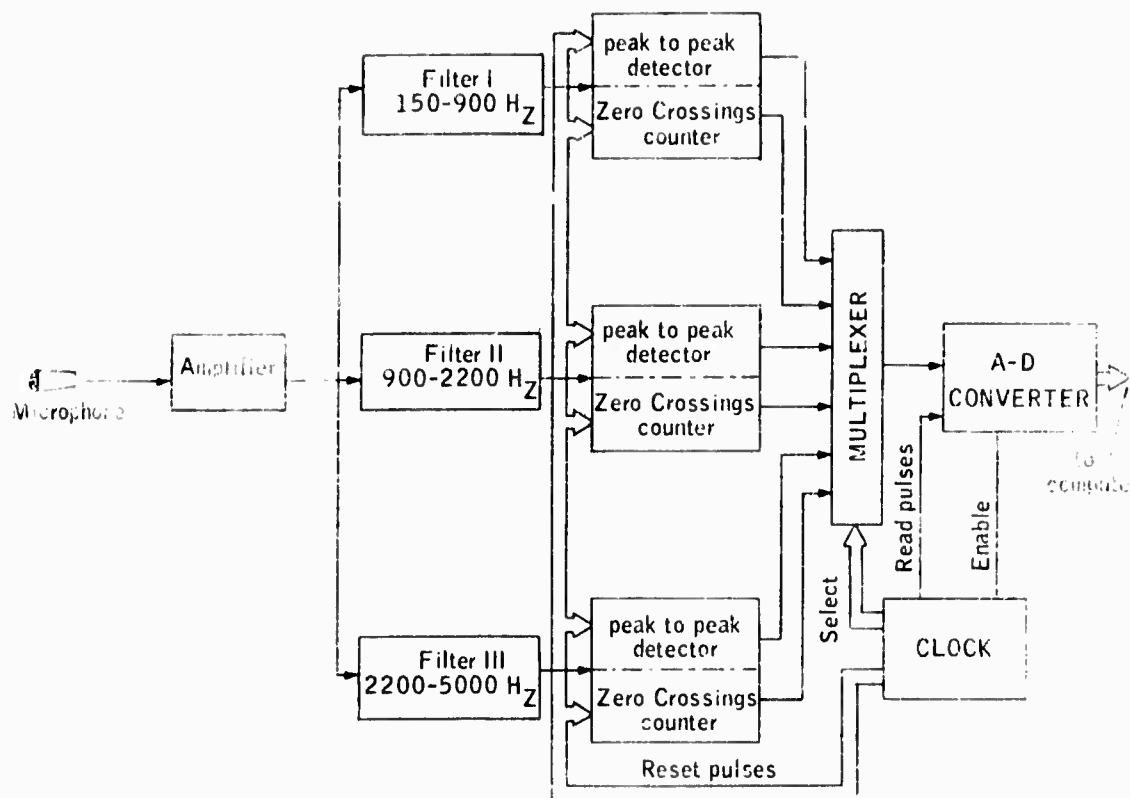 peak to peak
detector
Zero Crossings
counter
Filter I
150-900 HZ
Amplifier
Microphone
Filter II
900-2200 HZ
peak to peak
detector
Zero Crossings
counter
MULTIPLEXER
A-D
CONVERTER
to
Read pulses
Enable
Select
CLOCK
Filter III
2200-5000 HZ
peak to peak
detector
Zero Crossings
counter
Reset pulses